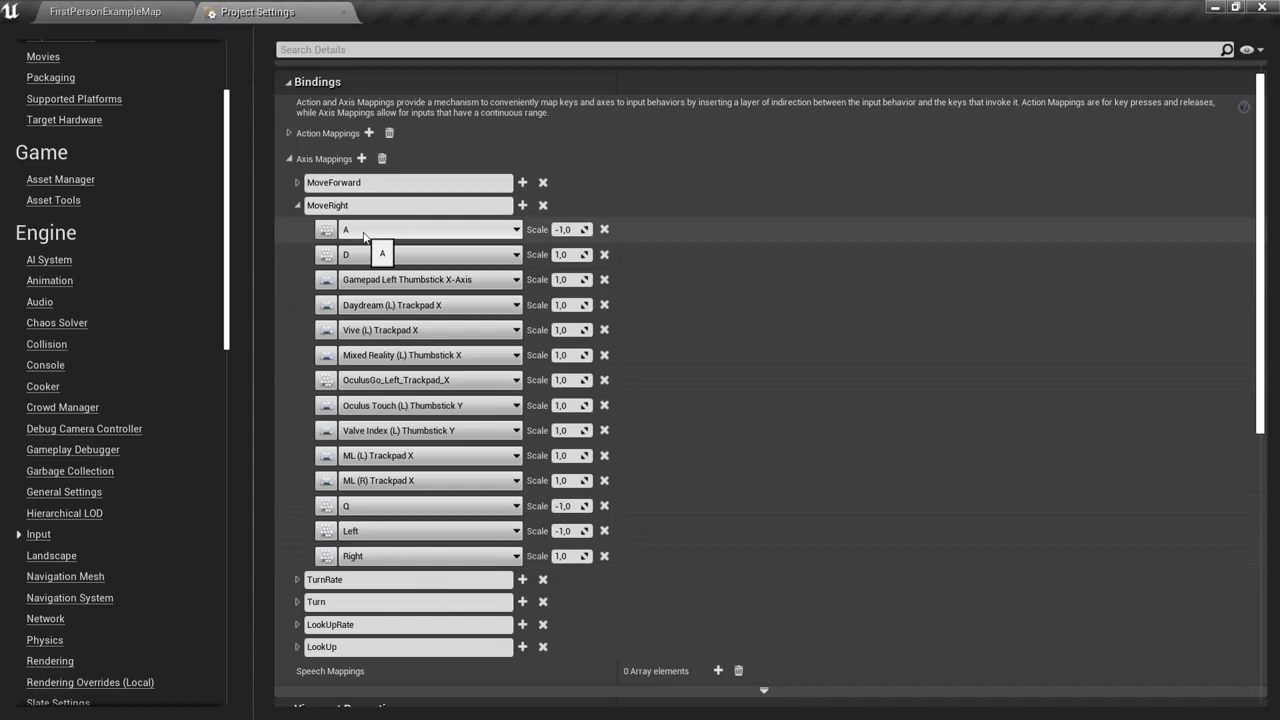 FirstPersonExampleMap
Project Settings
Movies
Packaging
Supported Platforms
Target Hardware
Game
Asset Manager
Asset Tools
Engine
AI System
Animation
Audio
Chaos Solver
Collision
Console
Cooker
Crowd Manager
Debug Camera Controller
Gameplay Debugger
Garbage Collection
General Settings
Hierarchical LOD
Input
Landscape
Navigation Mesh
Navigation System
Network
Physics
Rendering
Rendering Overrides (Local)
Slate Settings
Search Details
Bindings
Action and Axis Mappings provide a mechanism to conveniently map keys and axes to input behaviors by inserting a layer of indirection between the input behavior and the keys that invoke it. Action Mappings are for key presses and releases,
while Axis Mappings allow for inputs that have a continuous range.
Action Mappings
Axis Mappings
MoveForward
MoveRight
A Scale -1,0
A
D Scale 1,0
Gamepad Left Thumbstick X-Axis Scale 1,0
Daydream (L) Trackpad X Scale 1,0
Vive (L) Trackpad X Scale 1,0
Mixed Reality (L) Thumbstick X Scale 1,0
OculusGo_Left_Trackpad_X Scale 1,0
Oculus Touch (L) Thumbstick Y Scale 1,0
Valve Index (L) Thumbstick Y Scale 1,0
ML (L) Trackpad X Scale 1,0
ML (R) Trackpad X Scale 1,0
Q Scale -1,0
Left Scale -1,0
Right Scale 1,0
TurnRate
Turn
LookUpRate
LookUp
Speech Mappings 0 Array elements